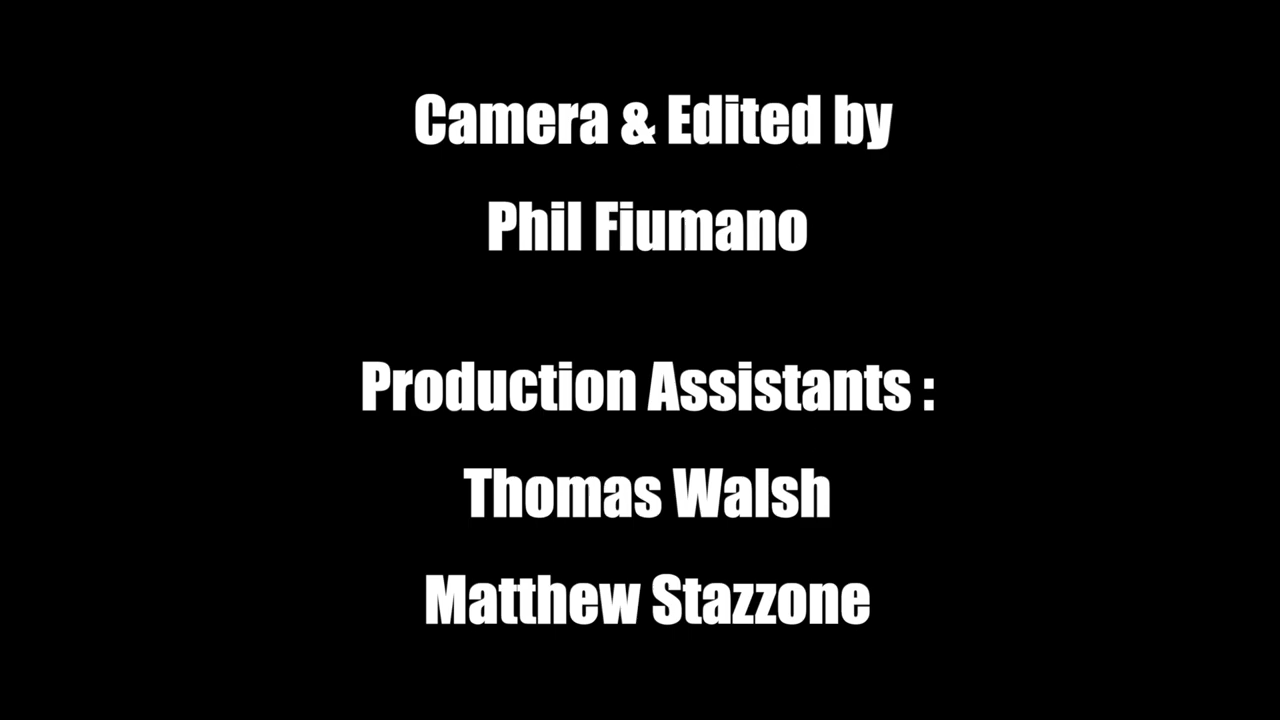 Camera & Edited by
Phil Fiumano
Production Assistants :
Thomas Walsh
Matthew Stazzone